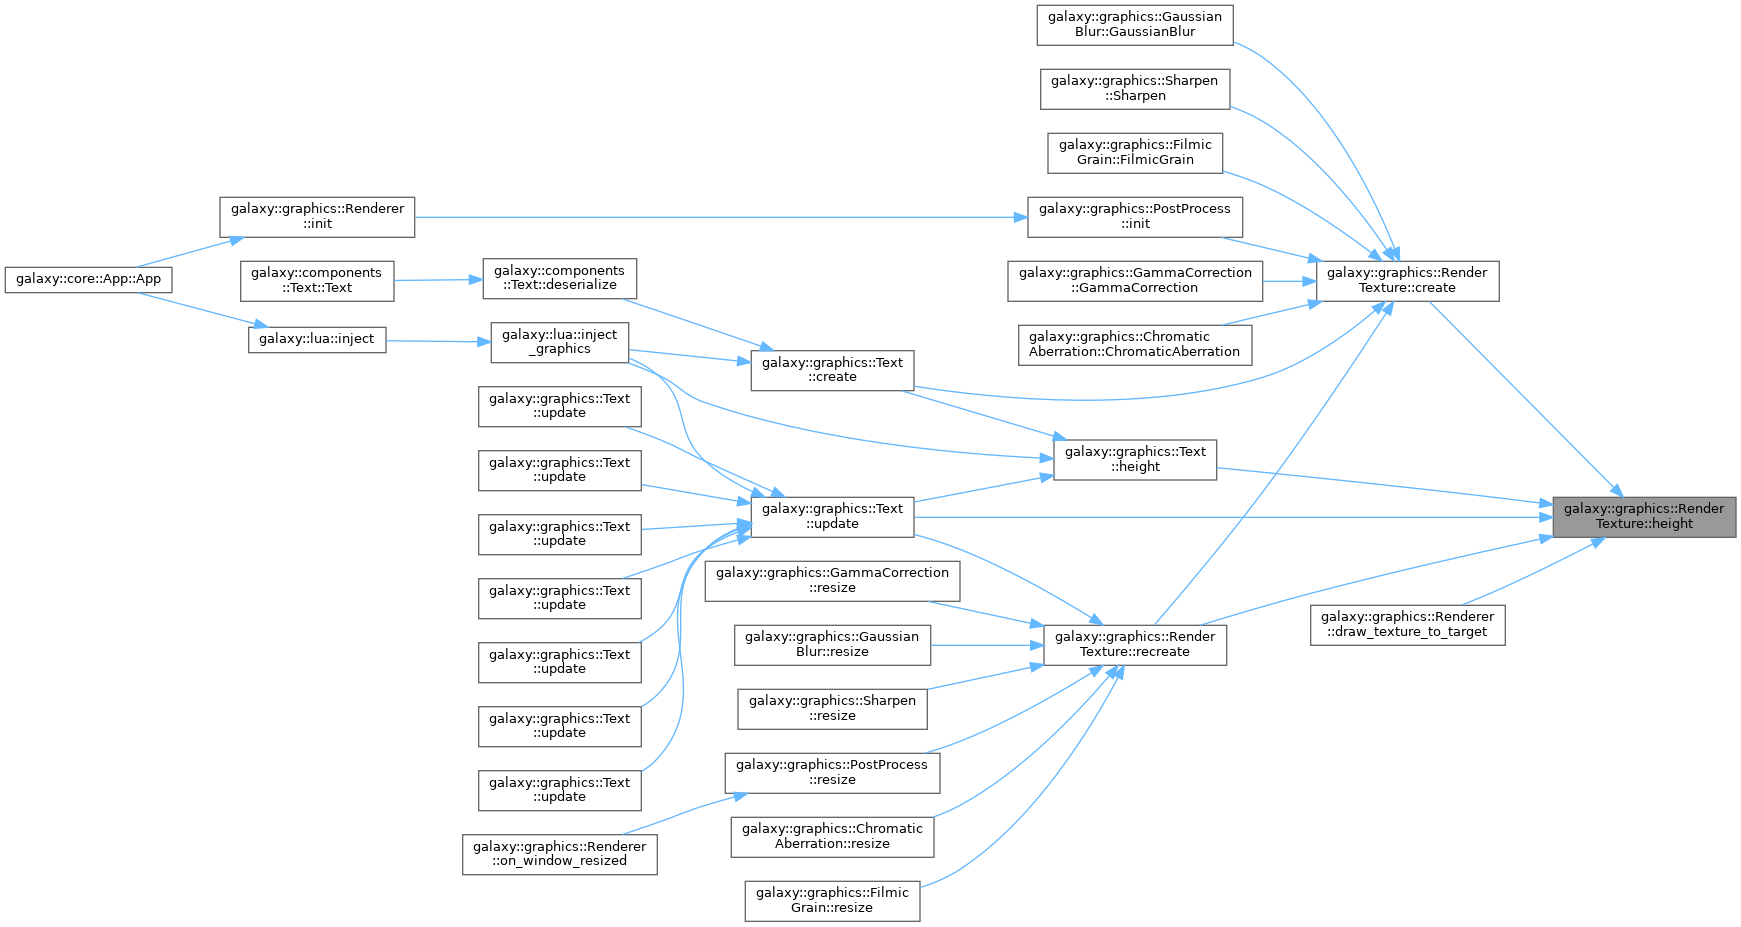 galaxy::graphics::Gaussian
Blur::GaussianBlur
galaxy::graphics::Sharpen
::Sharpen
galaxy::graphics::Filmic
Grain::FilmicGrain
galaxy::graphics::Renderer
::init
galaxy::graphics::PostProcess
::init
galaxy::core::App::App
galaxy::components
::Text::Text
galaxy::components
::Text::deserialize
galaxy::graphics::GammaCorrection
::GammaCorrection
galaxy::graphics::Render
Texture::create
galaxy::lua::inject
galaxy::lua::inject
_graphics
galaxy::graphics::Chromatic
Aberration::ChromaticAberration
galaxy::graphics::Text
::create
galaxy::graphics::Text
::update
galaxy::graphics::Text
::height
galaxy::graphics::Text
::update
galaxy::graphics::Text
::update
galaxy::graphics::Render
Texture::height
galaxy::graphics::Text
::update
galaxy::graphics::Text
::update
galaxy::graphics::GammaCorrection
::resize
galaxy::graphics::Renderer
::draw_texture_to_target
galaxy::graphics::Text
::update
galaxy::graphics::Gaussian
Blur::resize
galaxy::graphics::Render
Texture::recreate
galaxy::graphics::Sharpen
::resize
galaxy::graphics::Text
::update
galaxy::graphics::PostProcess
::resize
galaxy::graphics::Text
::update
galaxy::graphics::Chromatic
Aberration::resize
galaxy::graphics::Renderer
::on_window_resized
galaxy::graphics::Filmic
Grain::resize